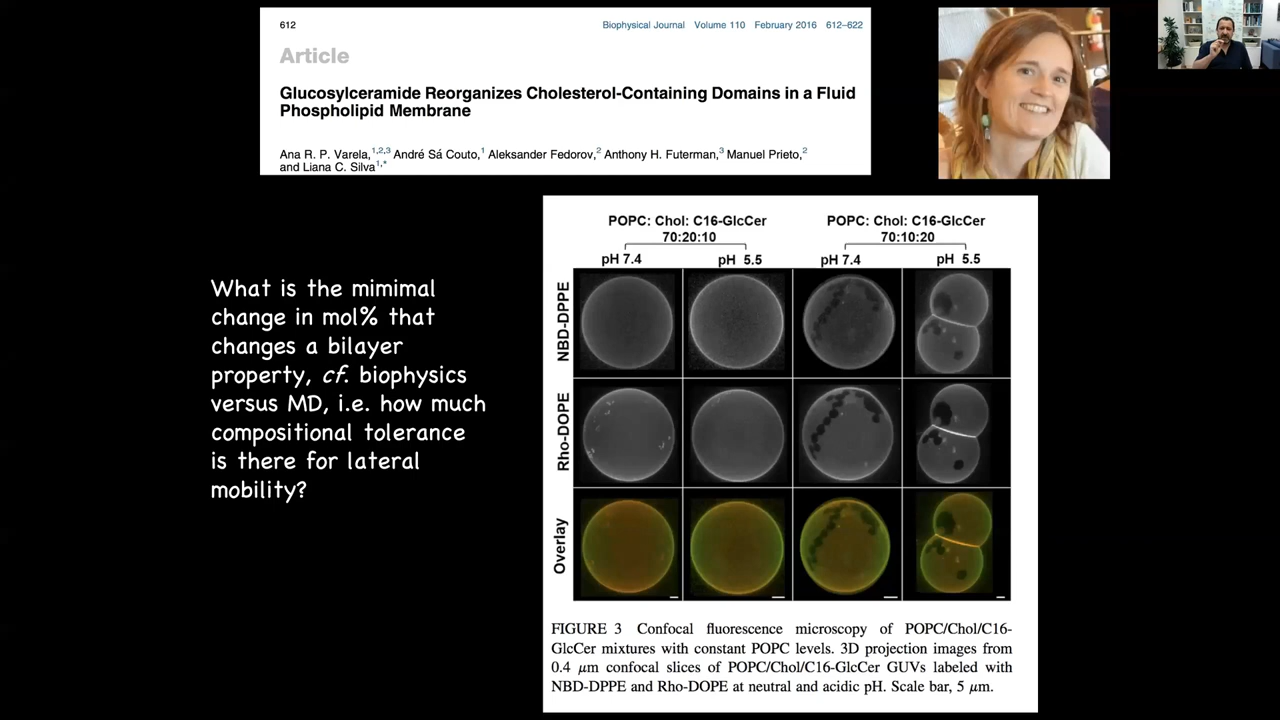 612
Biophysical Journal Volume 110 February 2016 612–622
Article
Glucosylceramide Reorganizes Cholesterol-Containing Domains in a Fluid
Phospholipid Membrane
Ana R. P. Varela,1,2,3 André Sá Couto,1 Aleksander Fedorov,2 Anthony H. Futerman,3 Manuel Prieto,2
and Liana C. Silva1,*
What is the mimimal
change in mol% that
changes a bilayer
property, cf. biophysics
versus MD, i.e. how much
compositional tolerance
is there for lateral
mobility?
POPC: Chol: C16-GlcCer
70:20:10
POPC: Chol: C16-GlcCer
70:10:20
pH 7.4
pH 5.5
pH 7.4
pH 5.5
NBD-DPPE
Rho-DOPE
Overlay
FIGURE 3 Confocal fluorescence microscopy of POPC/Chol/C16-
GlcCer mixtures with constant POPC levels. 3D projection images from
0.4 μm confocal slices of POPC/Chol/C16-GlcCer GUVs labeled with
NBD-DPPE and Rho-DOPE at neutral and acidic pH. Scale bar, 5 μm.